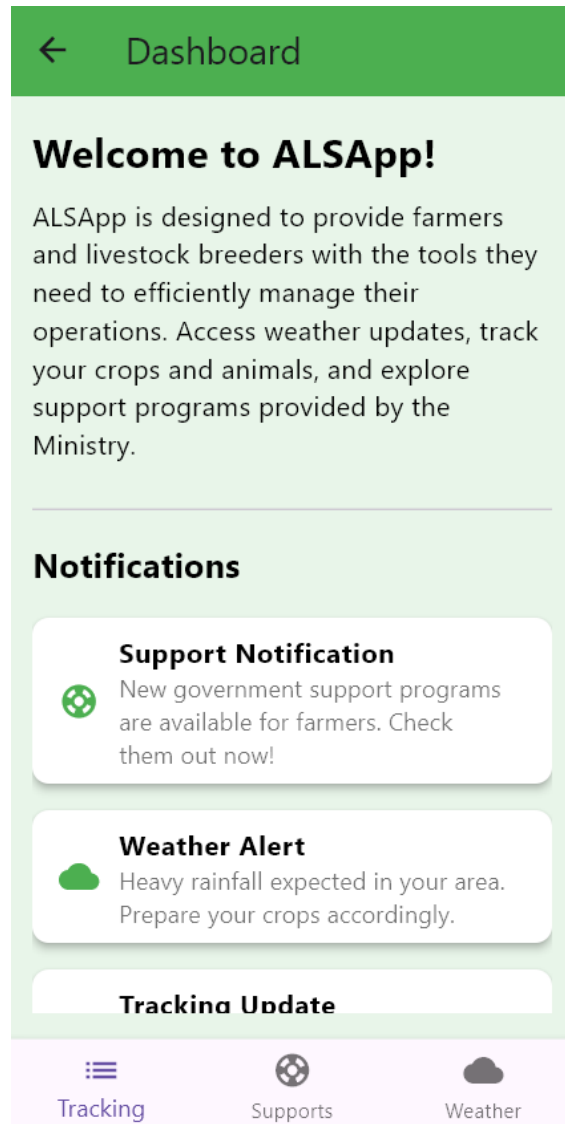 Dashboard
Welcome to ALSApp!
ALSApp is designed to provide farmers
and livestock breeders with the tools they
need to efficiently manage their
operations. Access weather updates, track
your crops and animals, and explore
support programs provided by the
Ministry.
Notifications
Support Notification
New government support programs
are available for farmers. Check
them out now!
Weather Alert
Heavy rainfall expected in your area.
Prepare your crops accordingly.
Tracking Update
Tracking
Supports
Weather